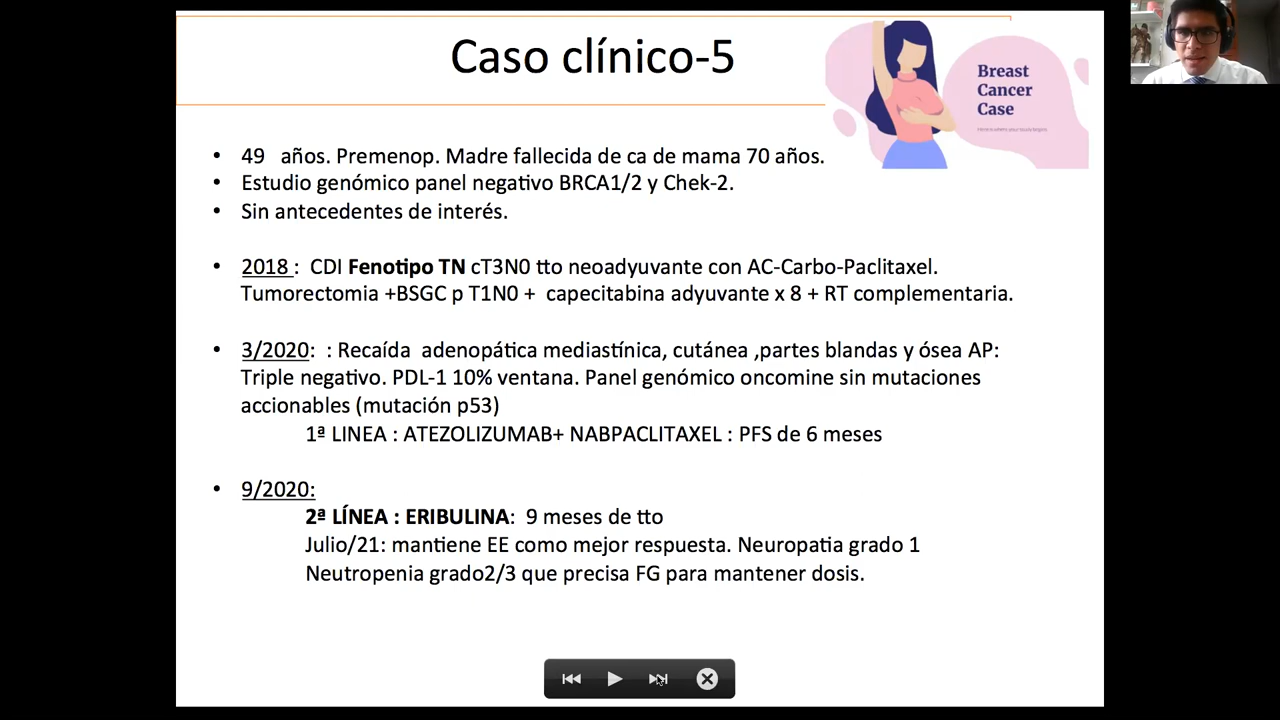 Caso clínico-5
Breast
Cancer
Case
49 años. Premenop. Madre fallecida de ca de mama 70 años.
Estudio genómico panel negativo BRCA1/2 y Chek-2.
Sin antecedentes de interés.
2018 : CDI Fenotipo TN cT3N0 tto neoadyuvante con AC-Carbo-Paclitaxel.
Tumorectomia +BSGC p T1N0 + capecitabina adyuvante x 8 + RT complementaria.
3/2020: : Recaída adenopática mediastínica, cutánea ,partes blandas y ósea AP:
Triple negativo. PDL-1 10% ventana. Panel genómico oncomine sin mutaciones
accionables (mutación p53)
1ª LINEA : ATEZOLIZUMAB+ NABPACLITAXEL : PFS de 6 meses
9/2020:
2ª LÍNEA : ERIBULINA: 9 meses de tto
Julio/21: mantiene EE como mejor respuesta. Neuropatia grado 1
Neutropenia grado2/3 que precisa FG para mantener dosis.